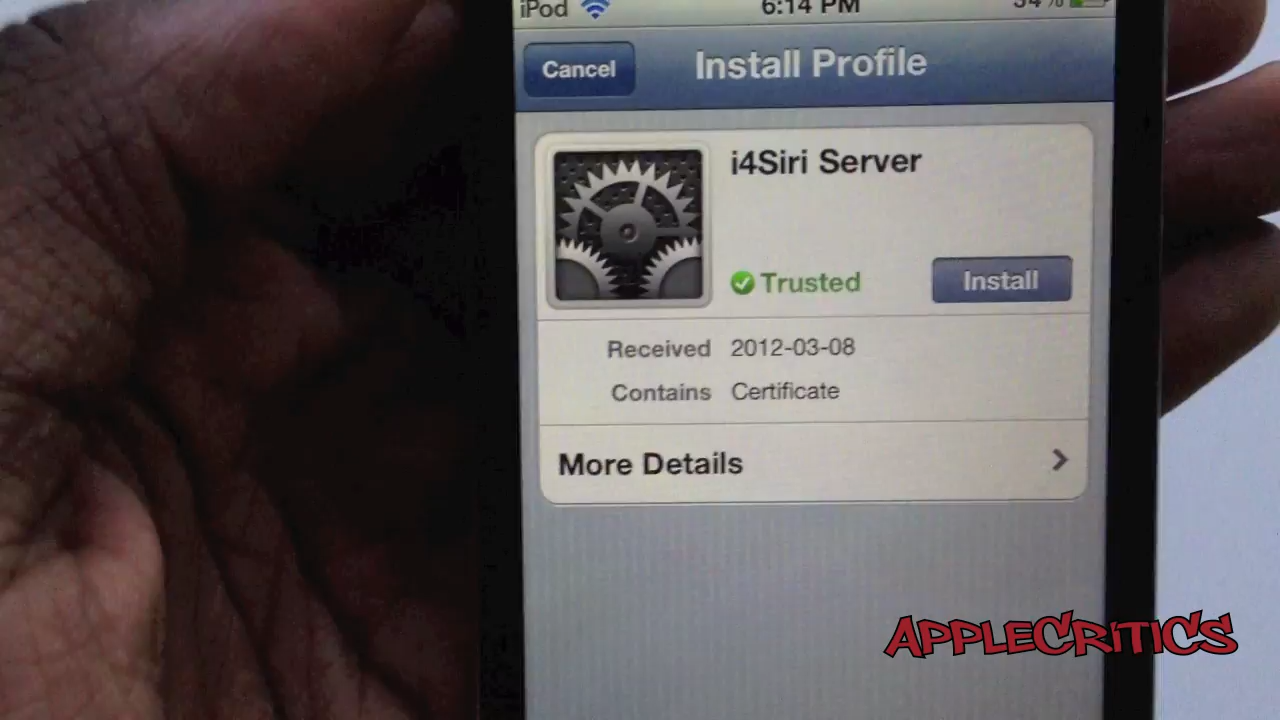 iPod 6:14 PM 54%
Cancel Install Profile
i4Siri Server
Trusted Install
Received 2012-03-08
Contains Certificate
More Details
APPLECRITICS